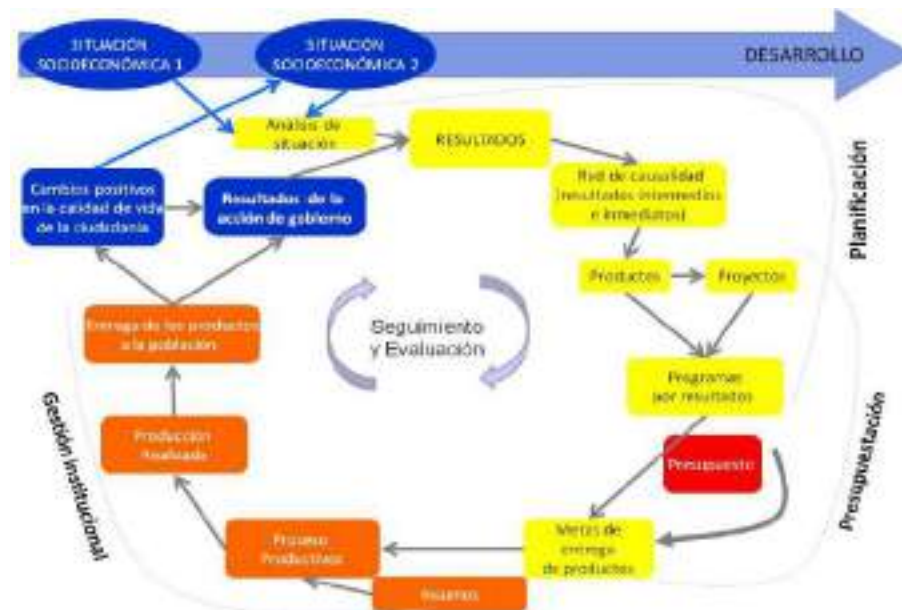 SITUACIÓN
SOCIOECONÓMICA 1
SITUACIÓN
SOCIOECONÓMICA 2
DESARROLLO
Análisis de
situación
RESULTADOS
Red de causalidad
(resultados intermedios
e inmediatos)
Planificación
Cambios positivos
en la calidad de vida
de la ciudadanía
Resultados de la
acción de gobierno
Productos
Proyectos
Entrega de los productos
a la población
Seguimiento
y Evaluación
Programas
por resultados
Gestión institucional
Producción
Realizada
Presupuesto
Presupuestación
Proceso
Productivos
Metas de
entrega
de productos
Insumos